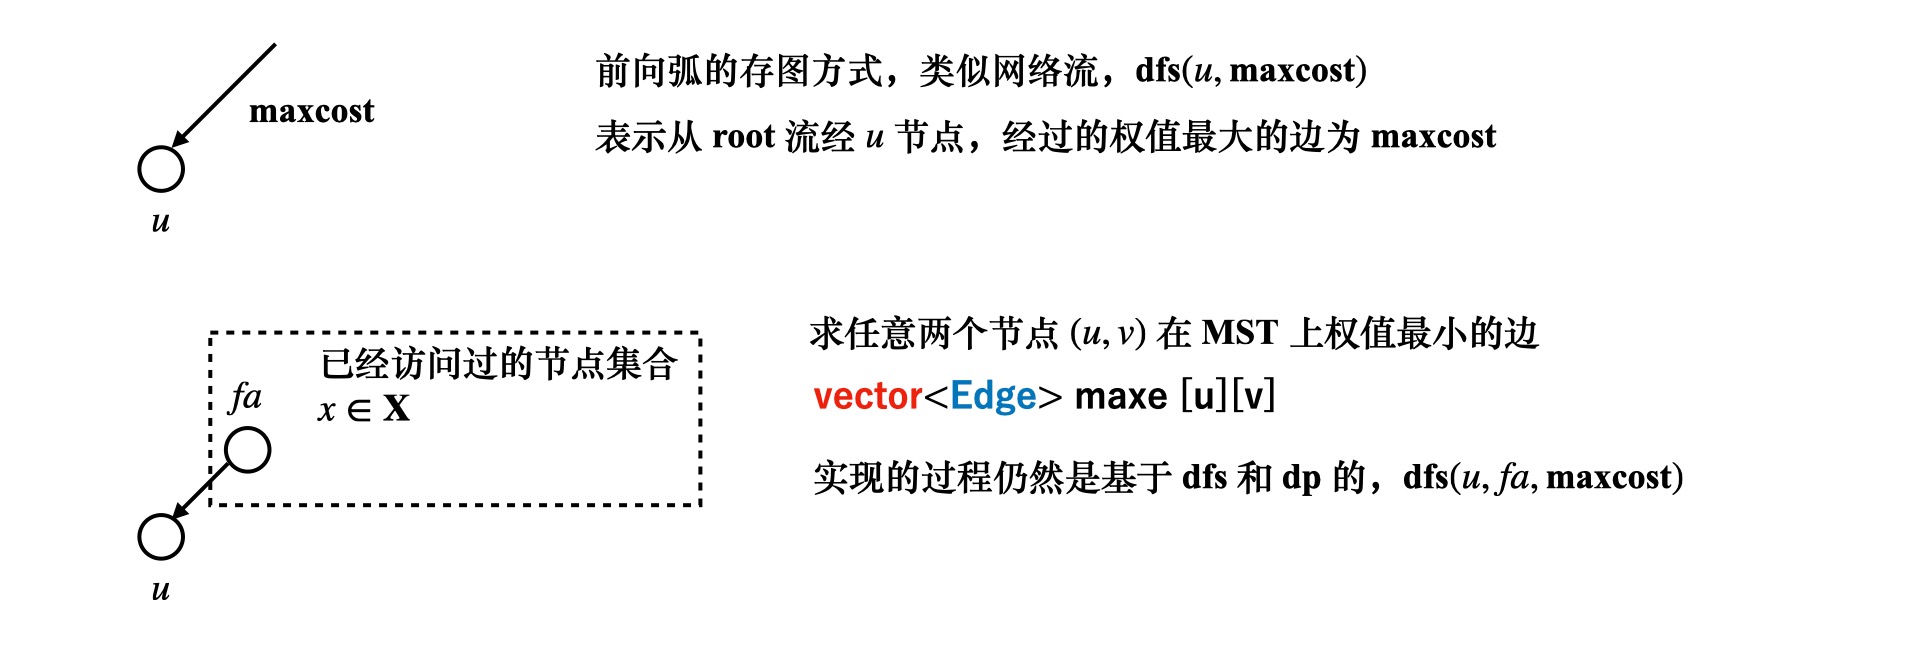 maxcost
u
前向弧的存图方式，类似网络流，dfs(u, maxcost)
表示从 root 流经 u 节点，经过的权值最大的边为 maxcost
已经访问过的节点集合
x ∈ X
fa
u
求任意两个节点 (u, v) 在 MST 上权值最小的边
vector<Edge> maxe [u][v]
实现的过程仍然是基于 dfs 和 dp 的，dfs(u, fa, maxcost)